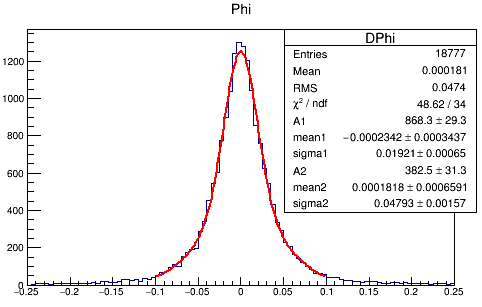 Phi
DPhi
Entries 18777
Mean 0.000181
RMS 0.0474
χ² / ndf 48.62 / 34
A1 868.3 ± 29.3
mean1 −0.0002342 ± 0.0003437
sigma1 0.01921 ± 0.00065
A2 382.5 ± 31.3
mean2 0.0001818 ± 0.0006591
sigma2 0.04793 ± 0.00157
1200
1000
800
600
400
200
0
−0.25 −0.2 −0.15 −0.1 −0.05 0 0.05 0.1 0.15 0.2 0.25